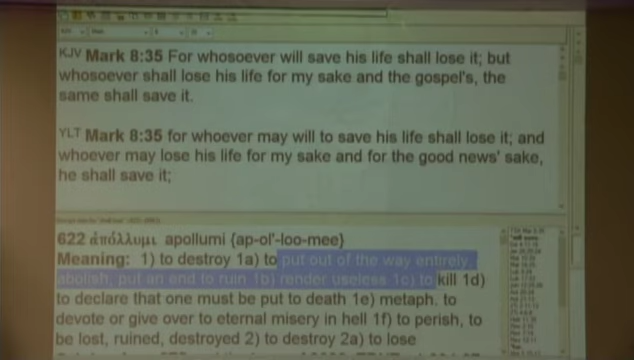 KJV Mark 8:35 For whosoever will save his life shall lose it; but
whosoever shall lose his life for my sake and the gospel's, the
same shall save it.
YLT Mark 8:35 for whoever may will to save his life shall lose it; and
whoever may lose his life for my sake and for the good news' sake,
he shall save it;
622 ἀπόλλυμι apollumi {ap-ol'-loo-mee}
Meaning: 1) to destroy 1a) to put out of the way entirely,
abolish, put an end to ruin 1b) render useless 1c) to kill 1d)
to declare that one must be put to death 1e) metaph. to
devote or give over to eternal misery in hell 1f) to perish, to
be lost, ruined, destroyed 2) to destroy 2a) to lose